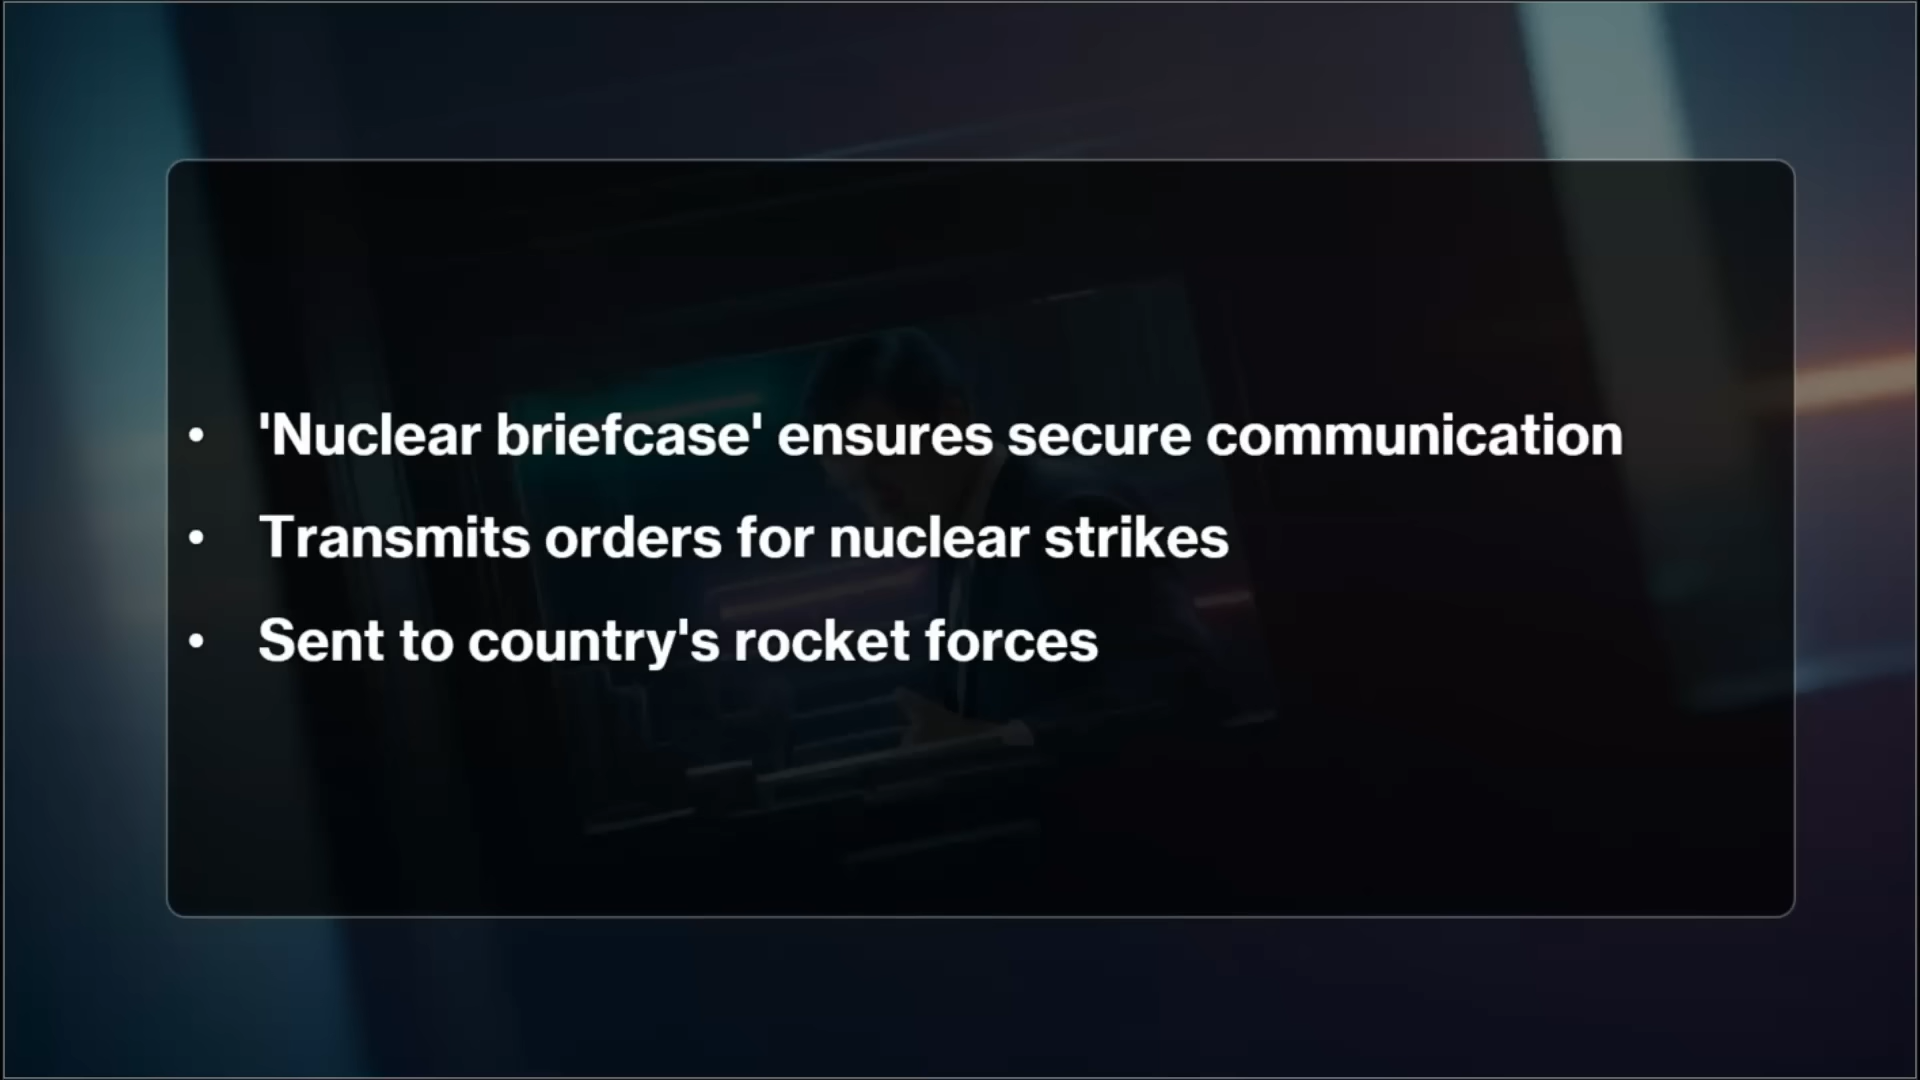 • 'Nuclear briefcase' ensures secure communication
• Transmits orders for nuclear strikes
• Sent to country's rocket forces